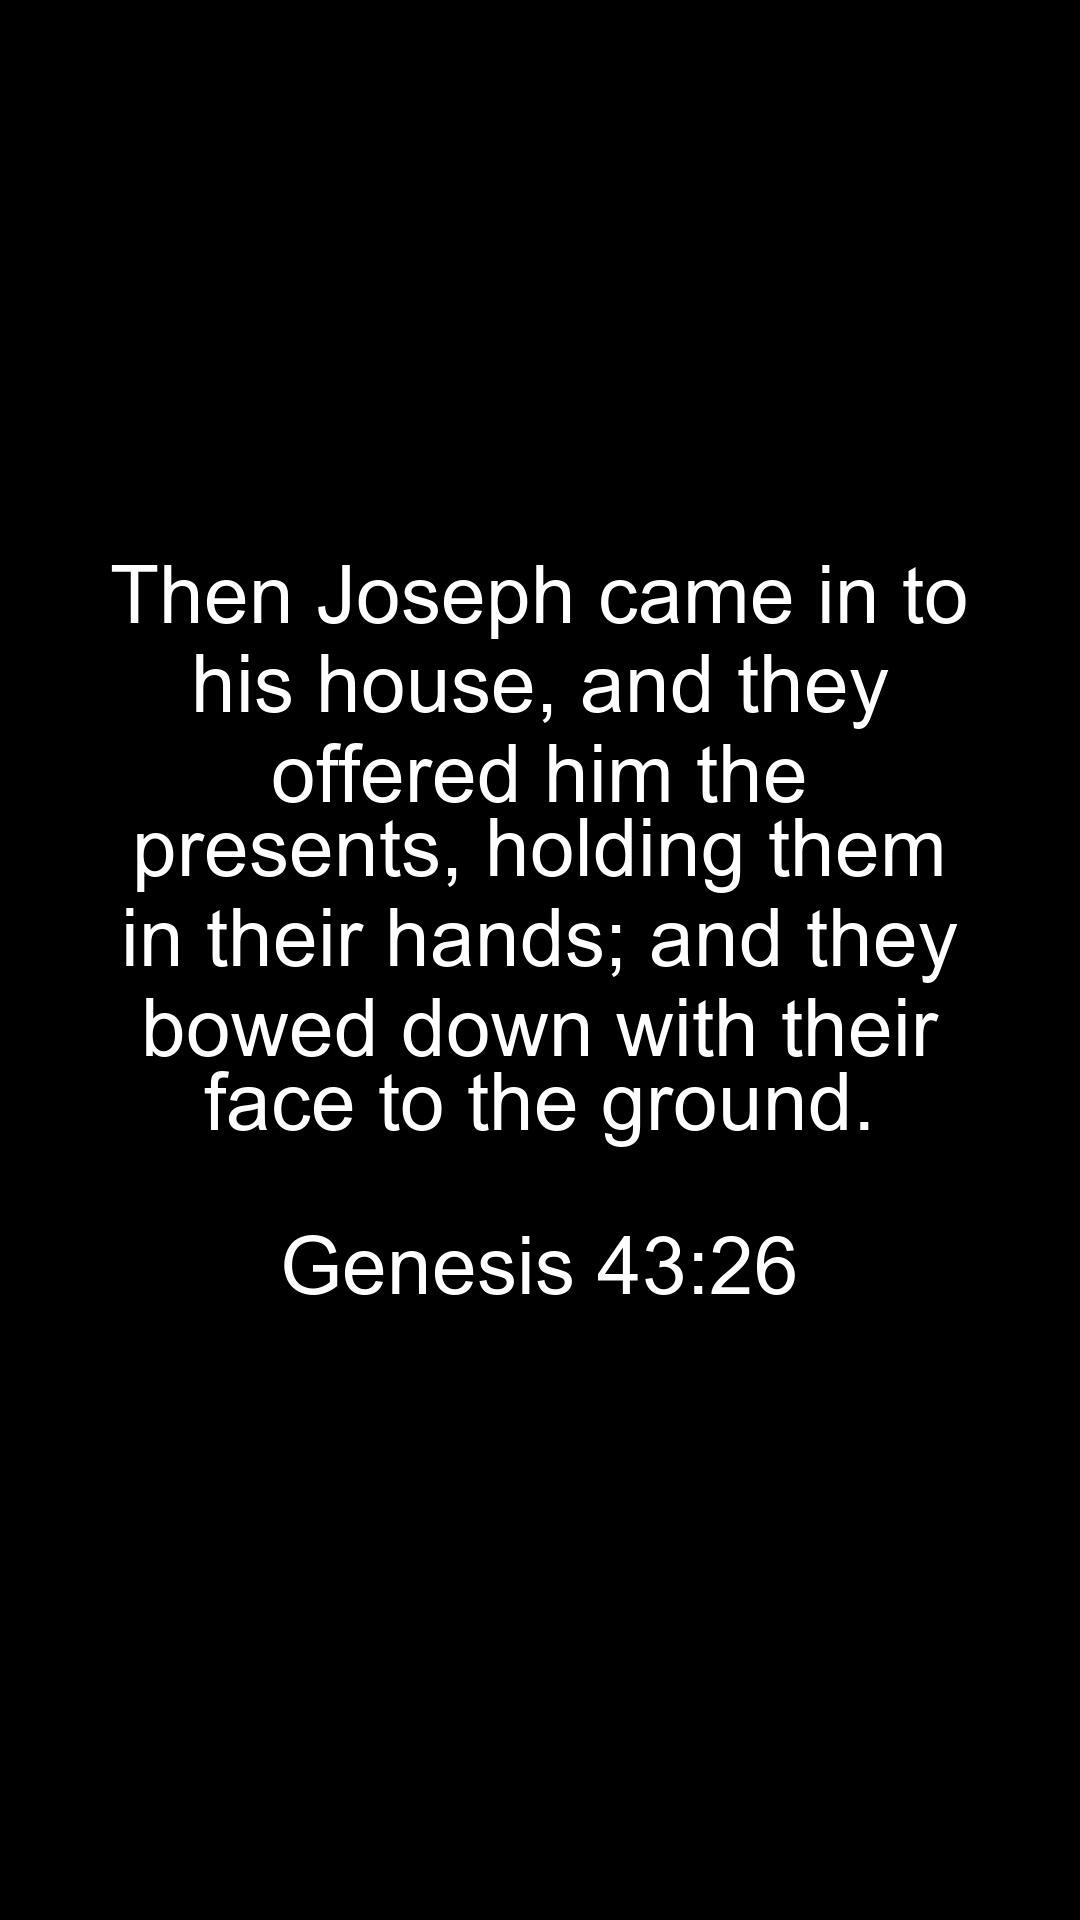 Then Joseph came in to
his house, and they
offered him the
presents, holding them
in their hands; and they
bowed down with their
face to the ground.
Genesis 43:26